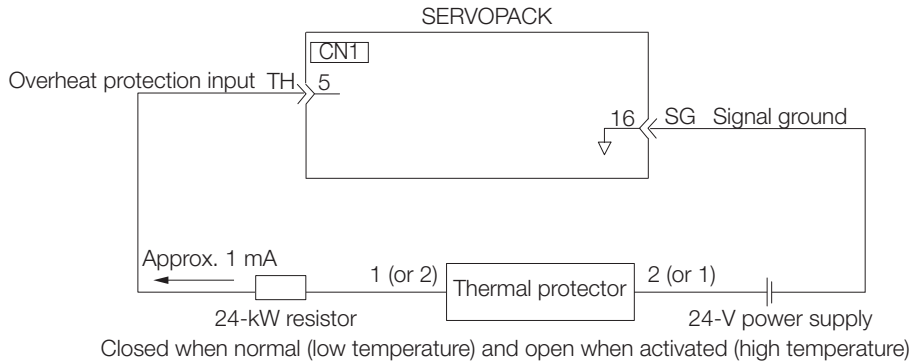 SERVOPACK
CN1
Overheat protection input TH 5
16 SG Signal ground
Approx. 1 mA
1 (or 2) Thermal protector 2 (or 1)
24-kW resistor 24-V power supply
Closed when normal (low temperature) and open when activated (high temperature)